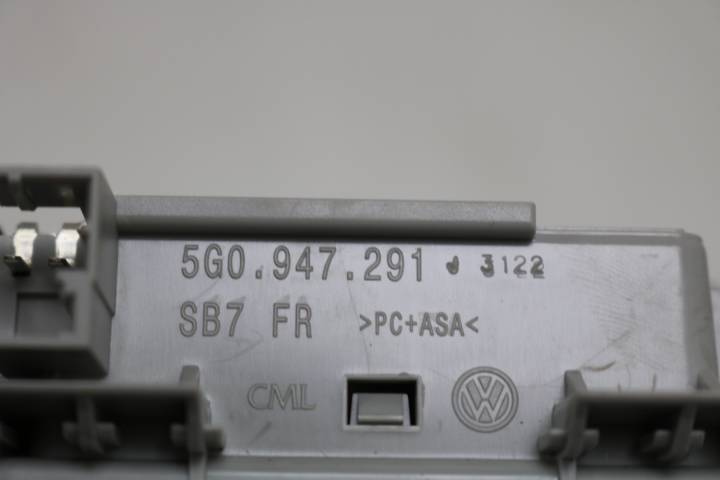 5G0.947.291 J 3122
SB7 FR >PC+ASA<
CML